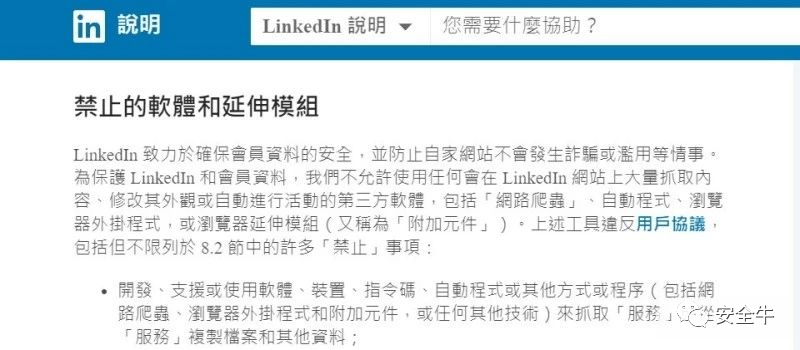 in 說明 LinkedIn 說明 您需要什麼協助？
禁止的軟體和延伸模組
LinkedIn 致力於確保會員資料的安全，並防止自家網站不會發生詐騙或濫用等情事。
為保護 LinkedIn 和會員資料，我們不允許使用任何會在 LinkedIn 網站上大量抓取內
容、修改其外觀或自動進行活動的第三方軟體，包括「網路爬蟲」、自動程式、瀏覽
器外掛程式，或瀏覽器延伸模組（又稱為「附加元件」）。上述工具違反用戶協議，
包括但不限列於 8.2 節中的許多「禁止」事項：
• 開發、支援或使用軟體、裝置、指令碼、自動程式或其他方式或程序（包括網
路爬蟲、瀏覽器外掛程式和附加元件，或任何其他技術）來抓取「服務」
「服務」複製檔案和其他資料；
安全牛